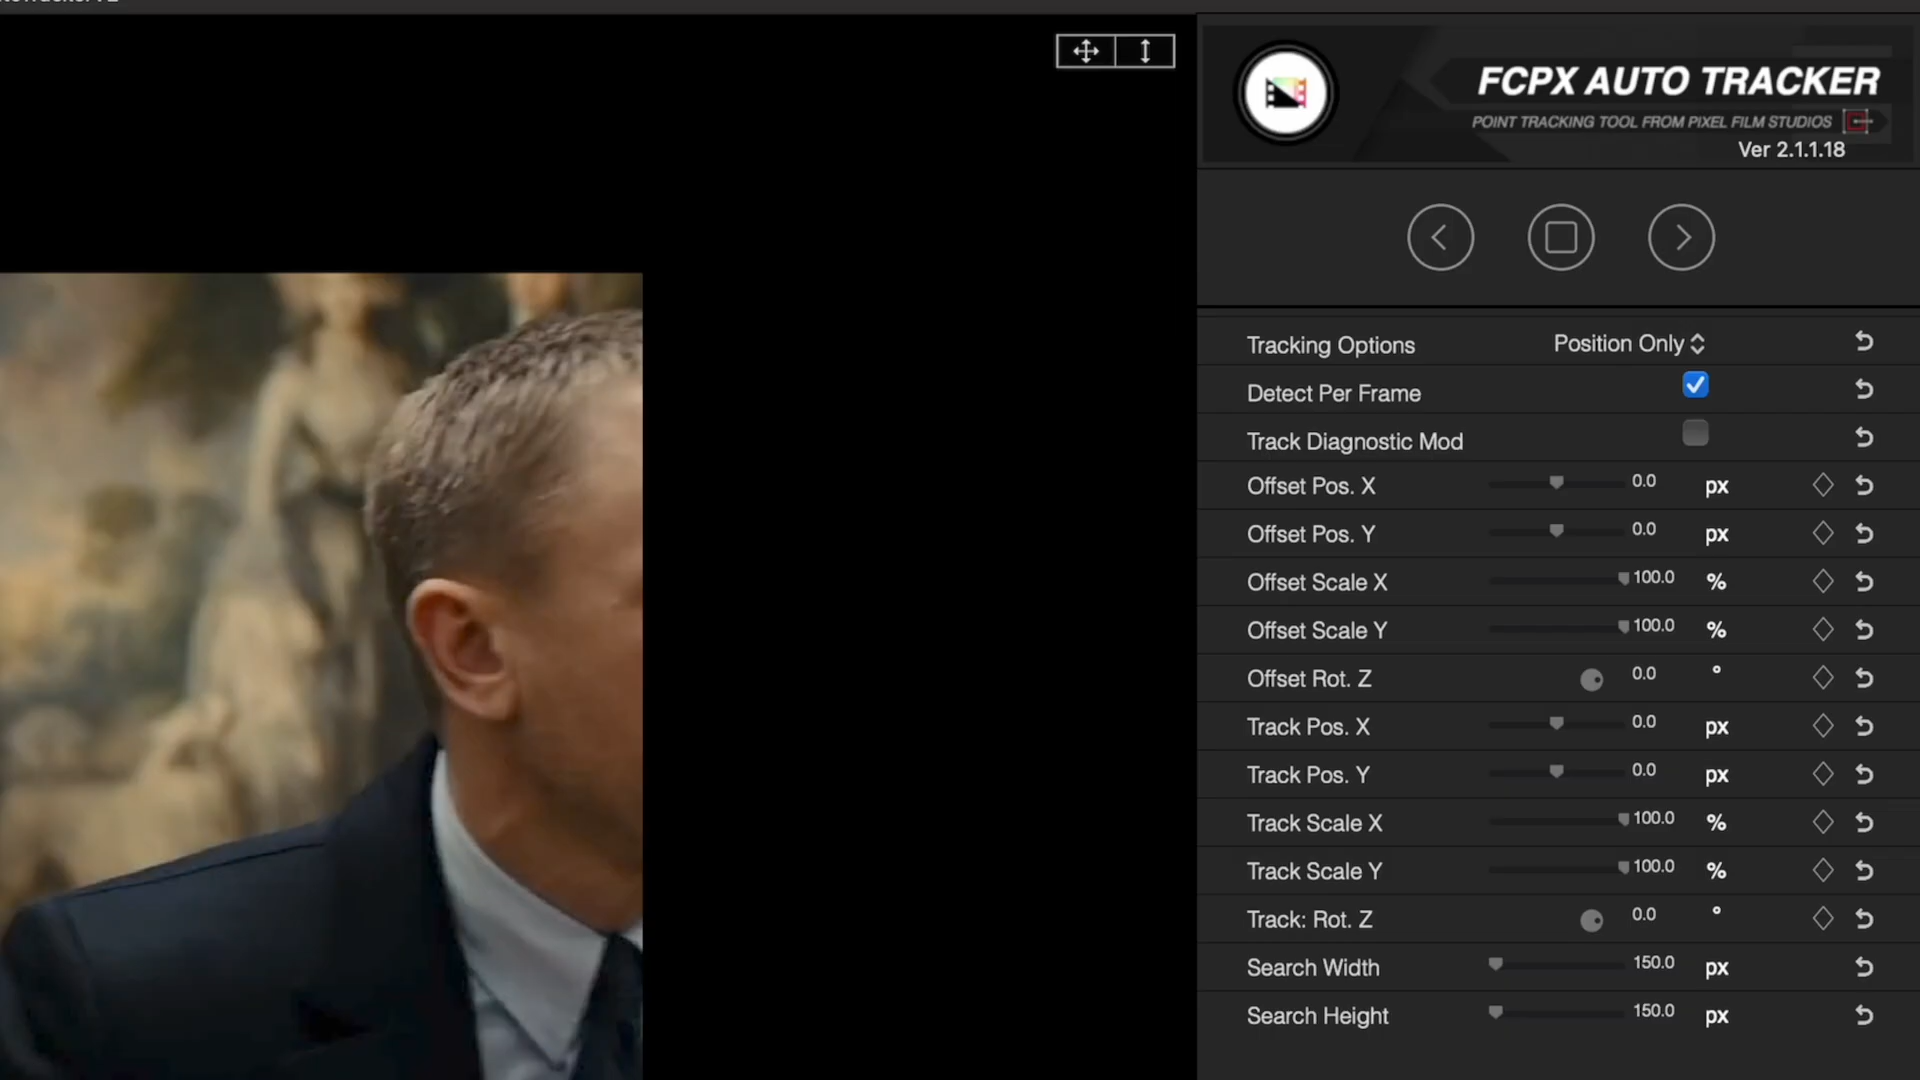 FCPX AUTO TRACKER
POINT TRACKING TOOL FROM PIXEL FILM STUDIOS
Ver 2.1.1.18
Tracking Options Position Only
Detect Per Frame
Track Diagnostic Mod
Offset Pos. X 0.0 px
Offset Pos. Y 0.0 px
Offset Scale X 100.0 %
Offset Scale Y 100.0 %
Offset Rot. Z 0.0 °
Track Pos. X 0.0 px
Track Pos. Y 0.0 px
Track Scale X 100.0 %
Track Scale Y 100.0 %
Track: Rot. Z 0.0 °
Search Width 150.0 px
Search Height 150.0 px